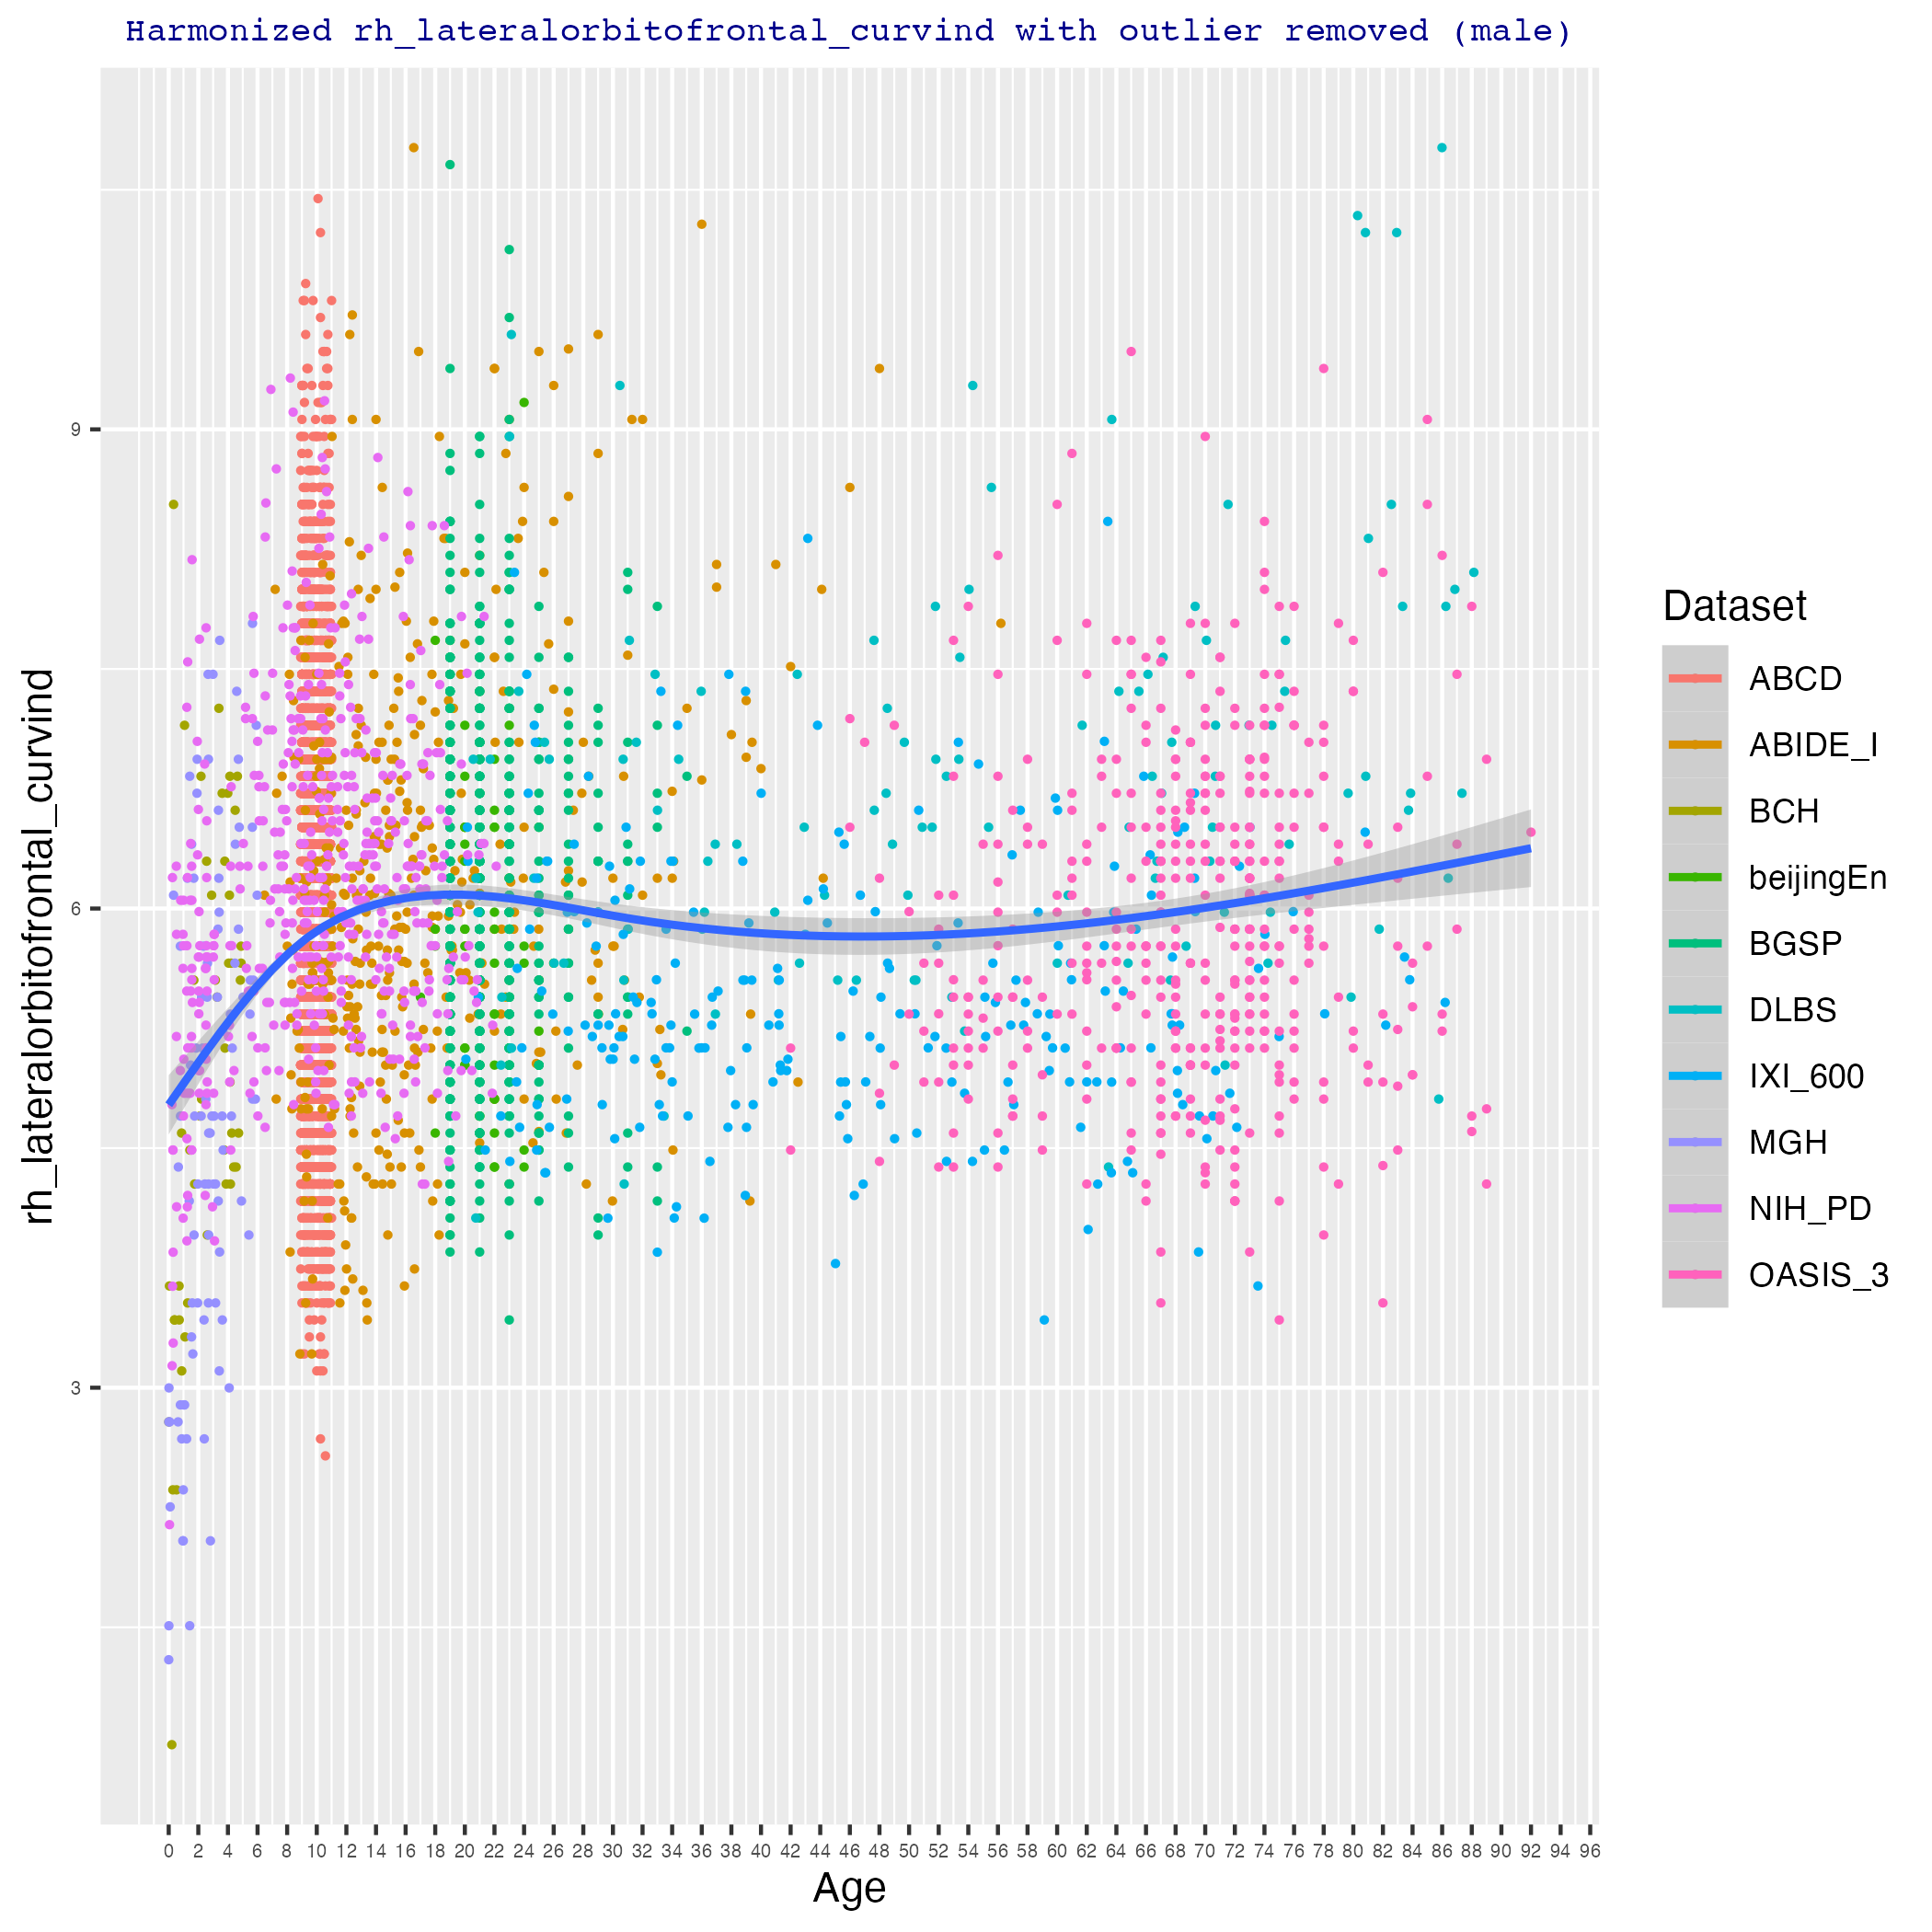 Harmonized rh_lateralorbitofrontal_curvind with outlier removed (male)
rh_lateralorbitofrontal_curvind
9
6
3
0 2 4 6 8 10 12 14 16 18 20 22 24 26 28 30 32 34 36 38 40 42 44 46 48 50 52 54 56 58 60 62 64 66 68 70 72 74 76 78 80 82 84 86 88 90 92 94 96
Age
Dataset
ABCD
ABIDE_I
BCH
beijingEn
BGSP
DLBS
IXI_600
MGH
NIH_PD
OASIS_3